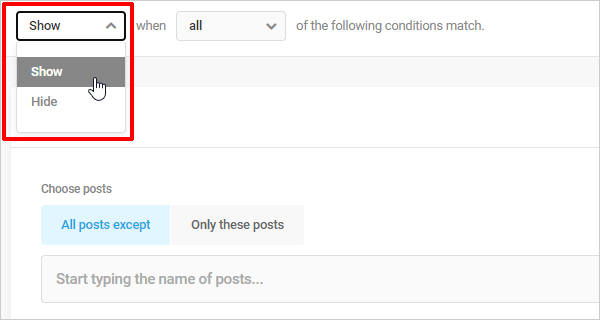 Show when all of the following conditions match.
Show
Hide
Choose posts
All posts except Only these posts
Start typing the name of posts...